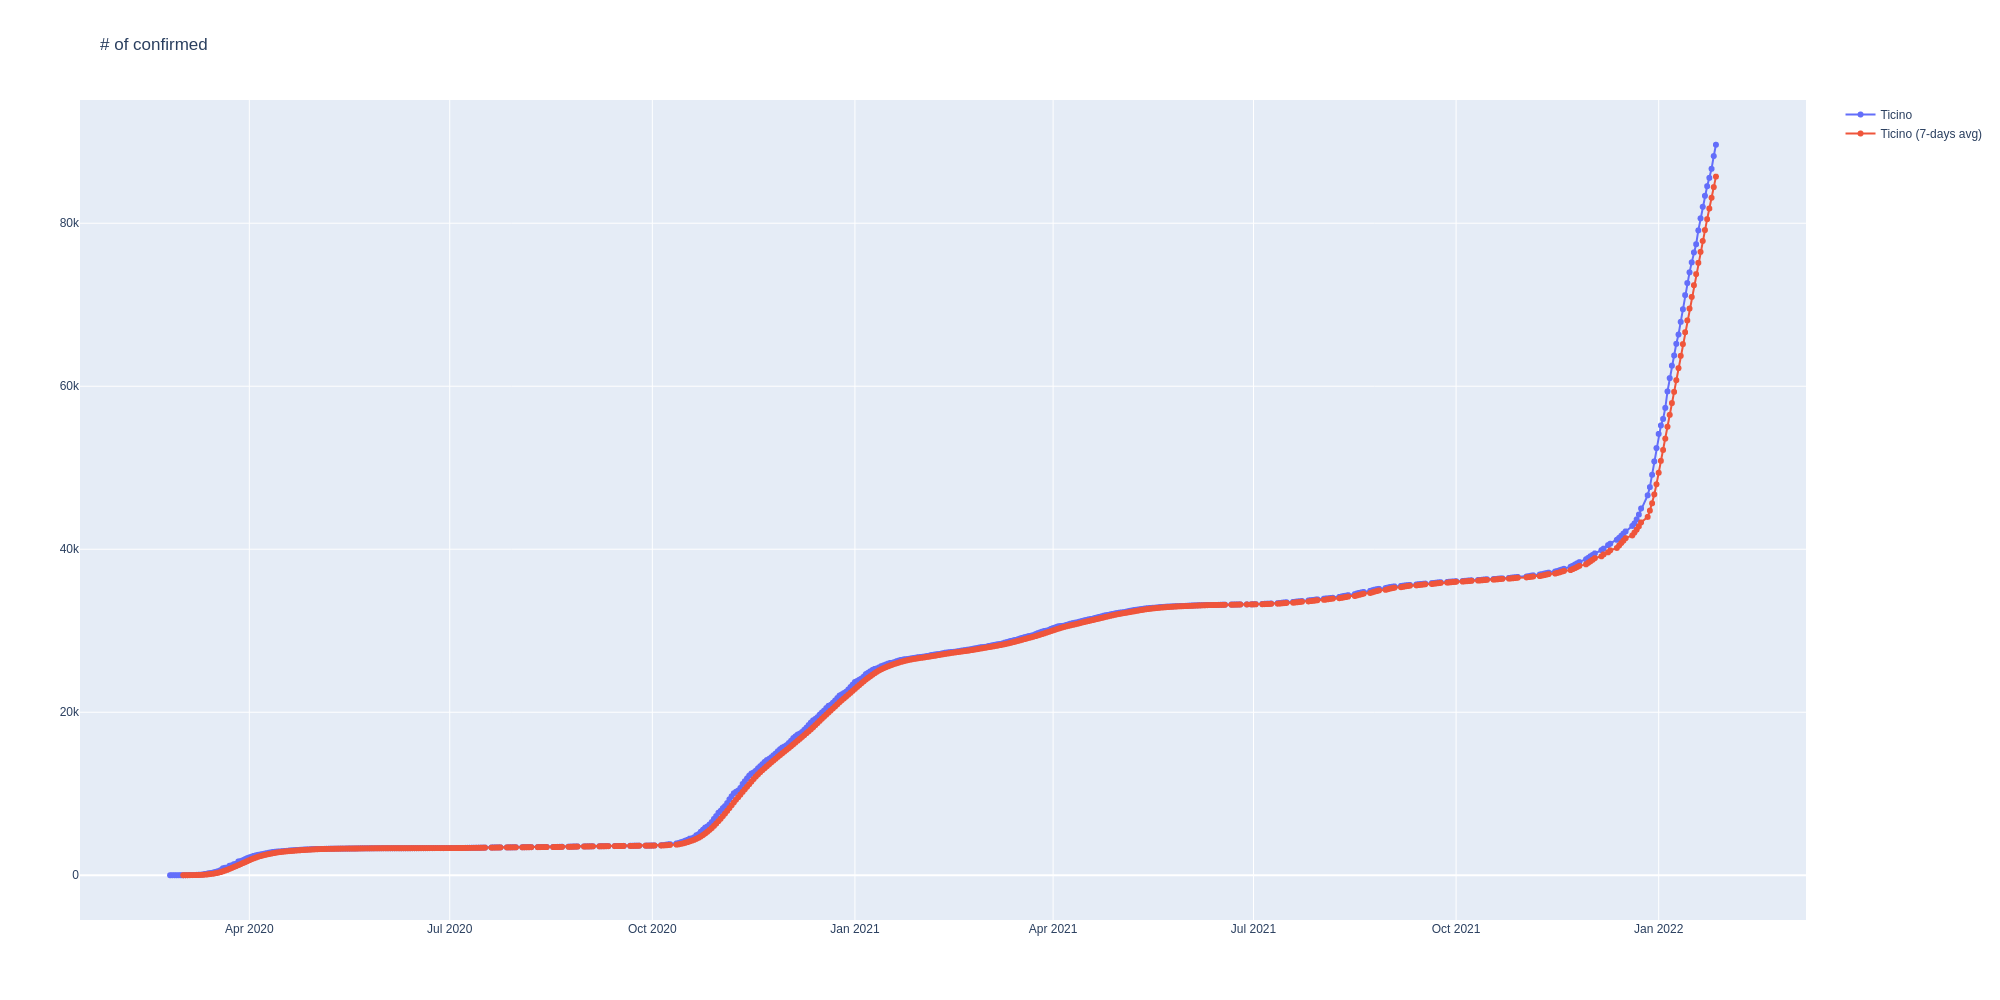 # of confirmed
Ticino
Ticino (7-days avg)
80k
60k
40k
20k
0
Apr 2020
Jul 2020
Oct 2020
Jan 2021
Apr 2021
Jul 2021
Oct 2021
Jan 2022